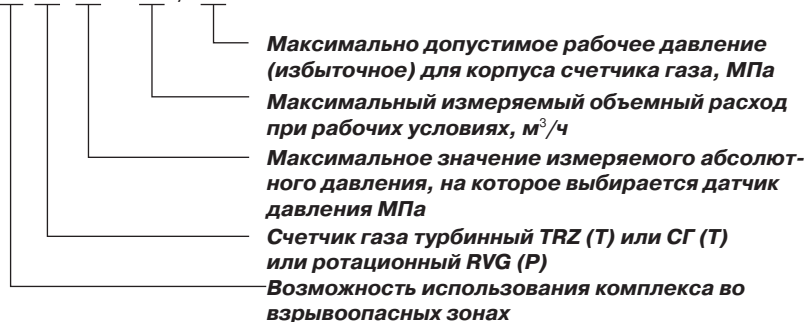 Максимально допустимое рабочее давление
(избыточное) для корпуса счетчика газа, МПа
Максимальный измеряемый объемный расход
при рабочих условиях, м³/ч
Максимальное значение измеряемого абсолют-
ного давления, на которое выбирается датчик
давления МПа
Счетчик газа турбинный TRZ (Т) или СГ (Т)
или ротационный RVG (Р)
Возможность использования комплекса во
взрывоопасных зонах